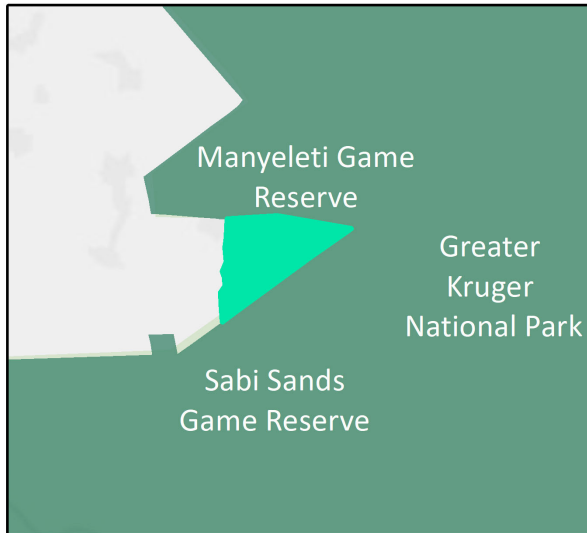 Manyeleti Game
Reserve
Greater
Kruger
National Park
Sabi Sands
Game Reserve